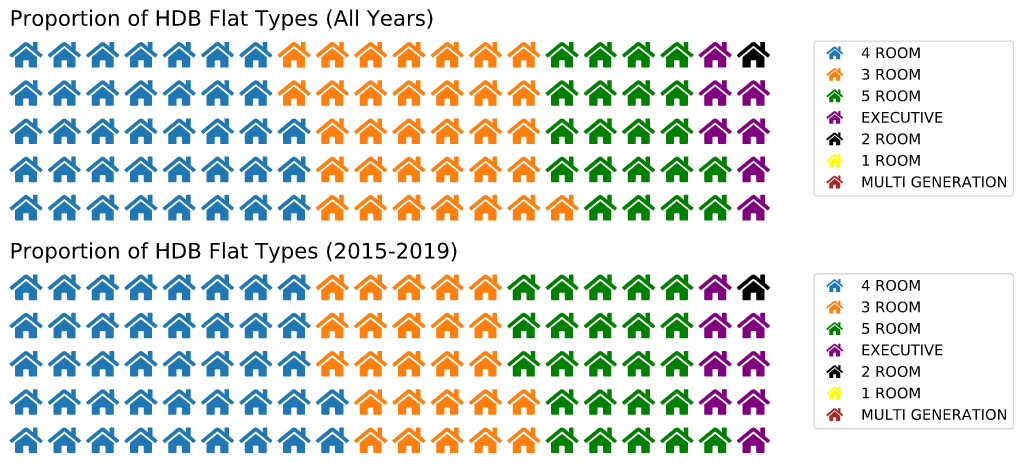 Proportion of HDB Flat Types (All Years)
4 ROOM
3 ROOM
5 ROOM
EXECUTIVE
2 ROOM
1 ROOM
MULTI GENERATION
Proportion of HDB Flat Types (2015-2019)
4 ROOM
3 ROOM
5 ROOM
EXECUTIVE
2 ROOM
1 ROOM
MULTI GENERATION